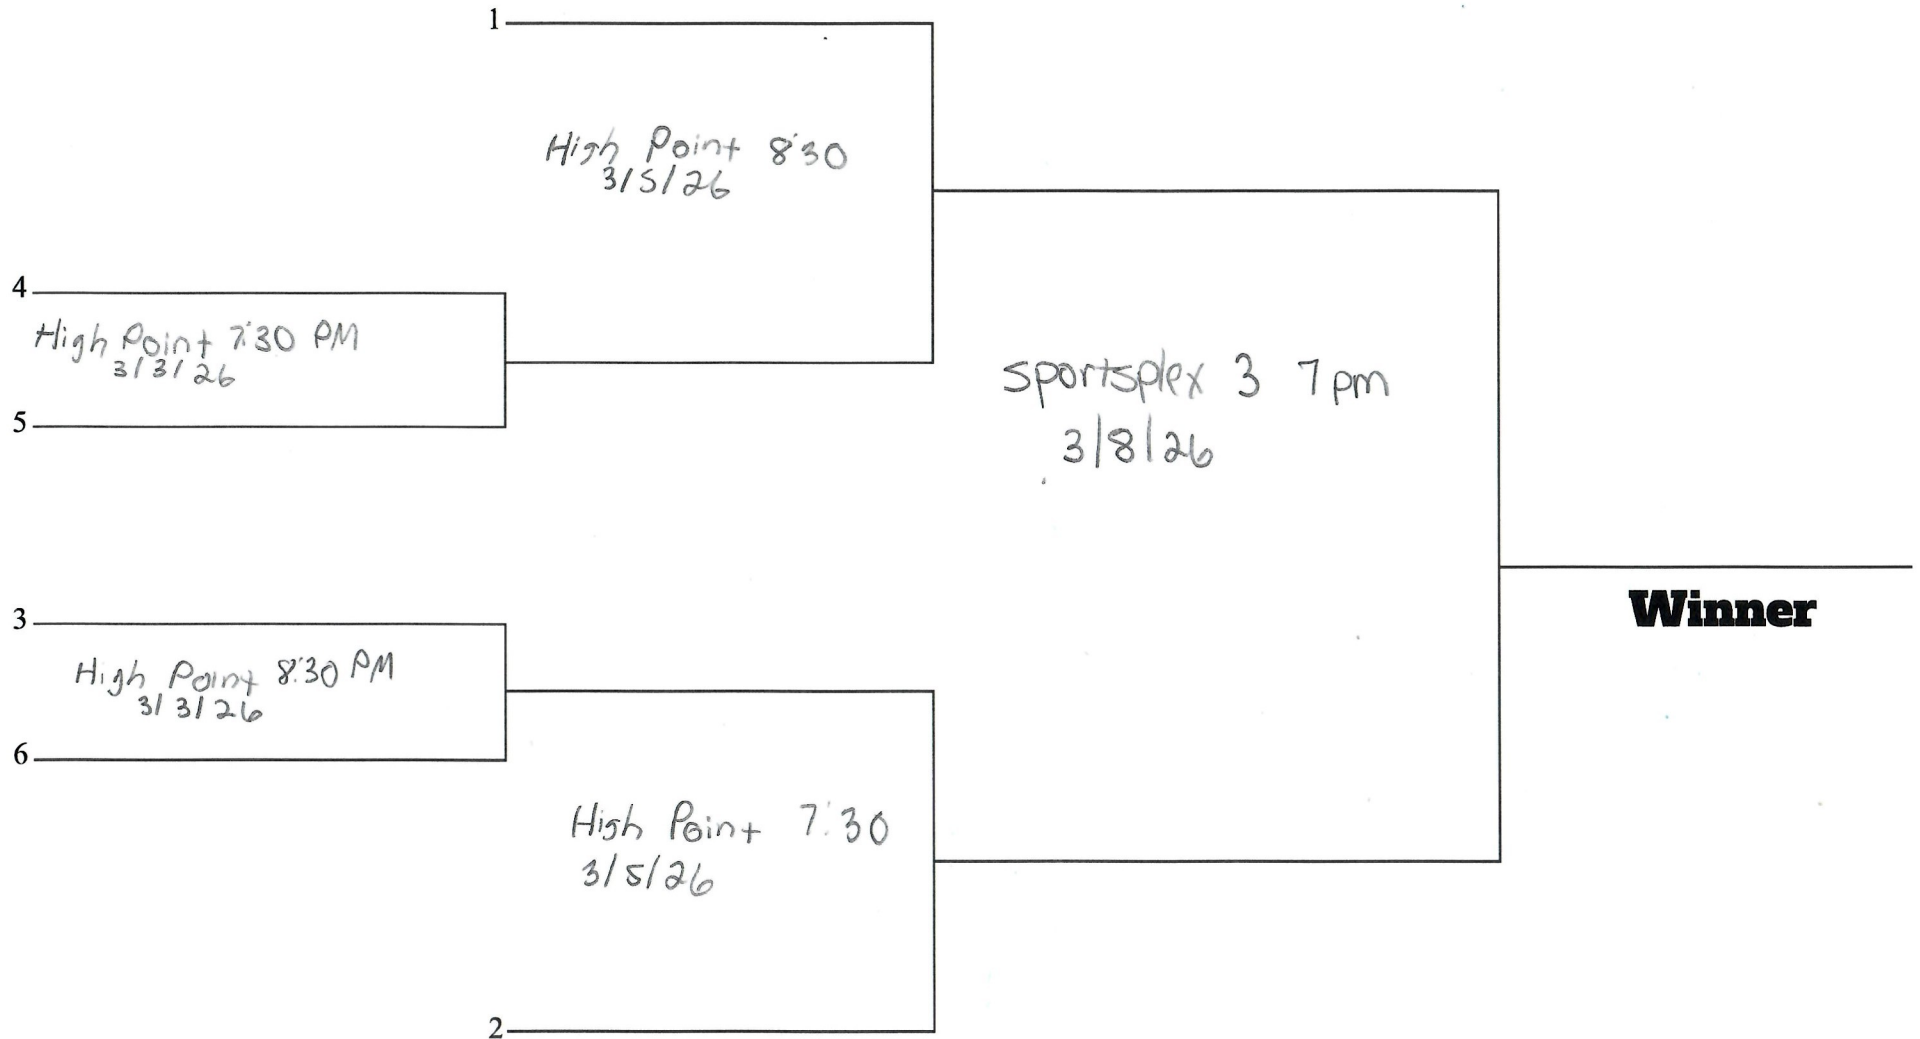 1
High Point 8:30
3/5/26
4
High Point 7:30 PM
3/3/26
5
sportsplex 3 7pm
3/8/26
3
High Point 8:30 PM
3/3/26
6
Winner
High Point 7:30
3/5/26
2